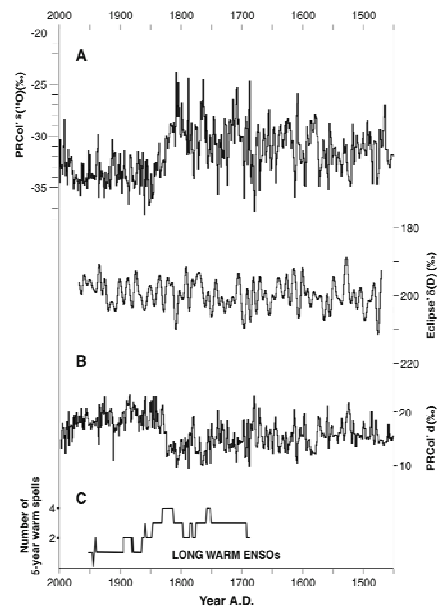 2000 1900 1800 1700 1600 1500
-20
A
-25
-30
-35
PRCol' δ(¹⁸O)(‰)
-180
-200
-220
Eclipse' δ(D) (‰)
B
-20
-10
PRCol' d(‰)
C
4
2
Number of
5-year warm spells
LONG WARM ENSOs
2000 1900 1800 1700 1600 1500
Year A.D.